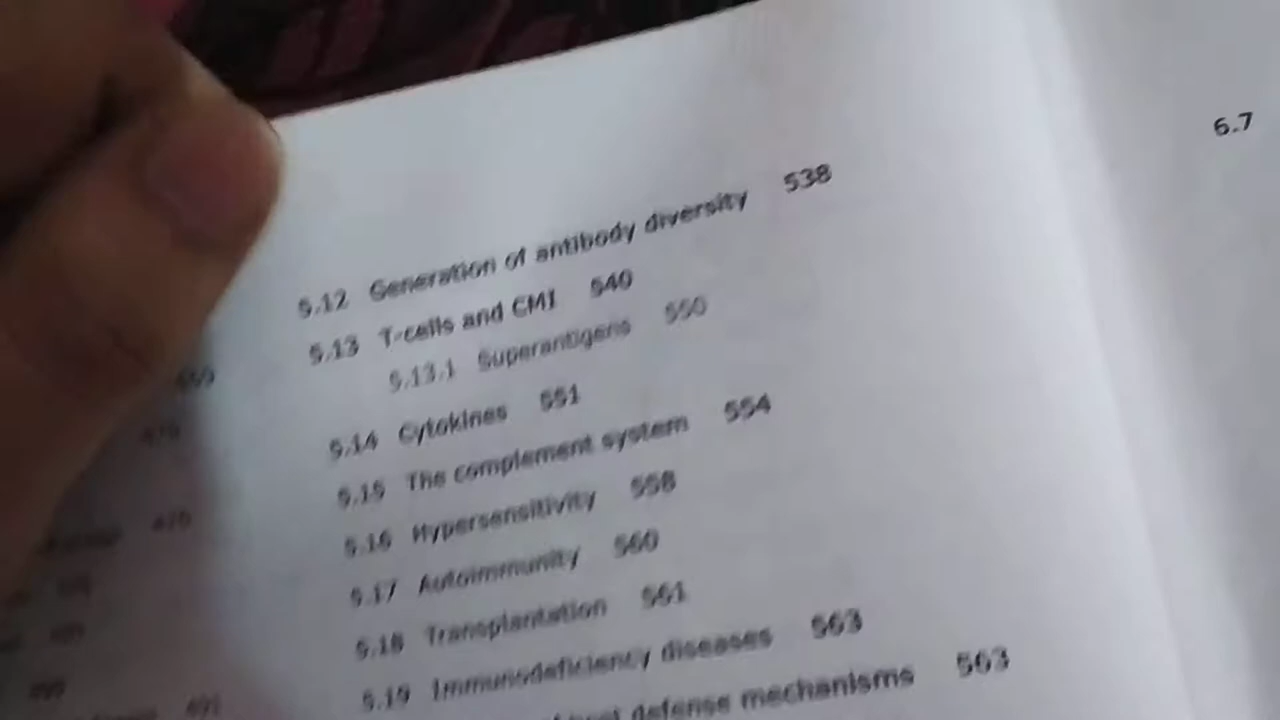 5.12 Generation of antibody diversity 538
5.13 T-cells and CMI 540
5.13.1 Superantigens 550
5.14 Cytokines 551
5.15 The complement system 554
5.16 Hypersensitivity 558
5.17 Autoimmunity 560
5.18 Transplantation 561
5.19 Immunodeficiency diseases 563
defense mechanisms 563
6.7